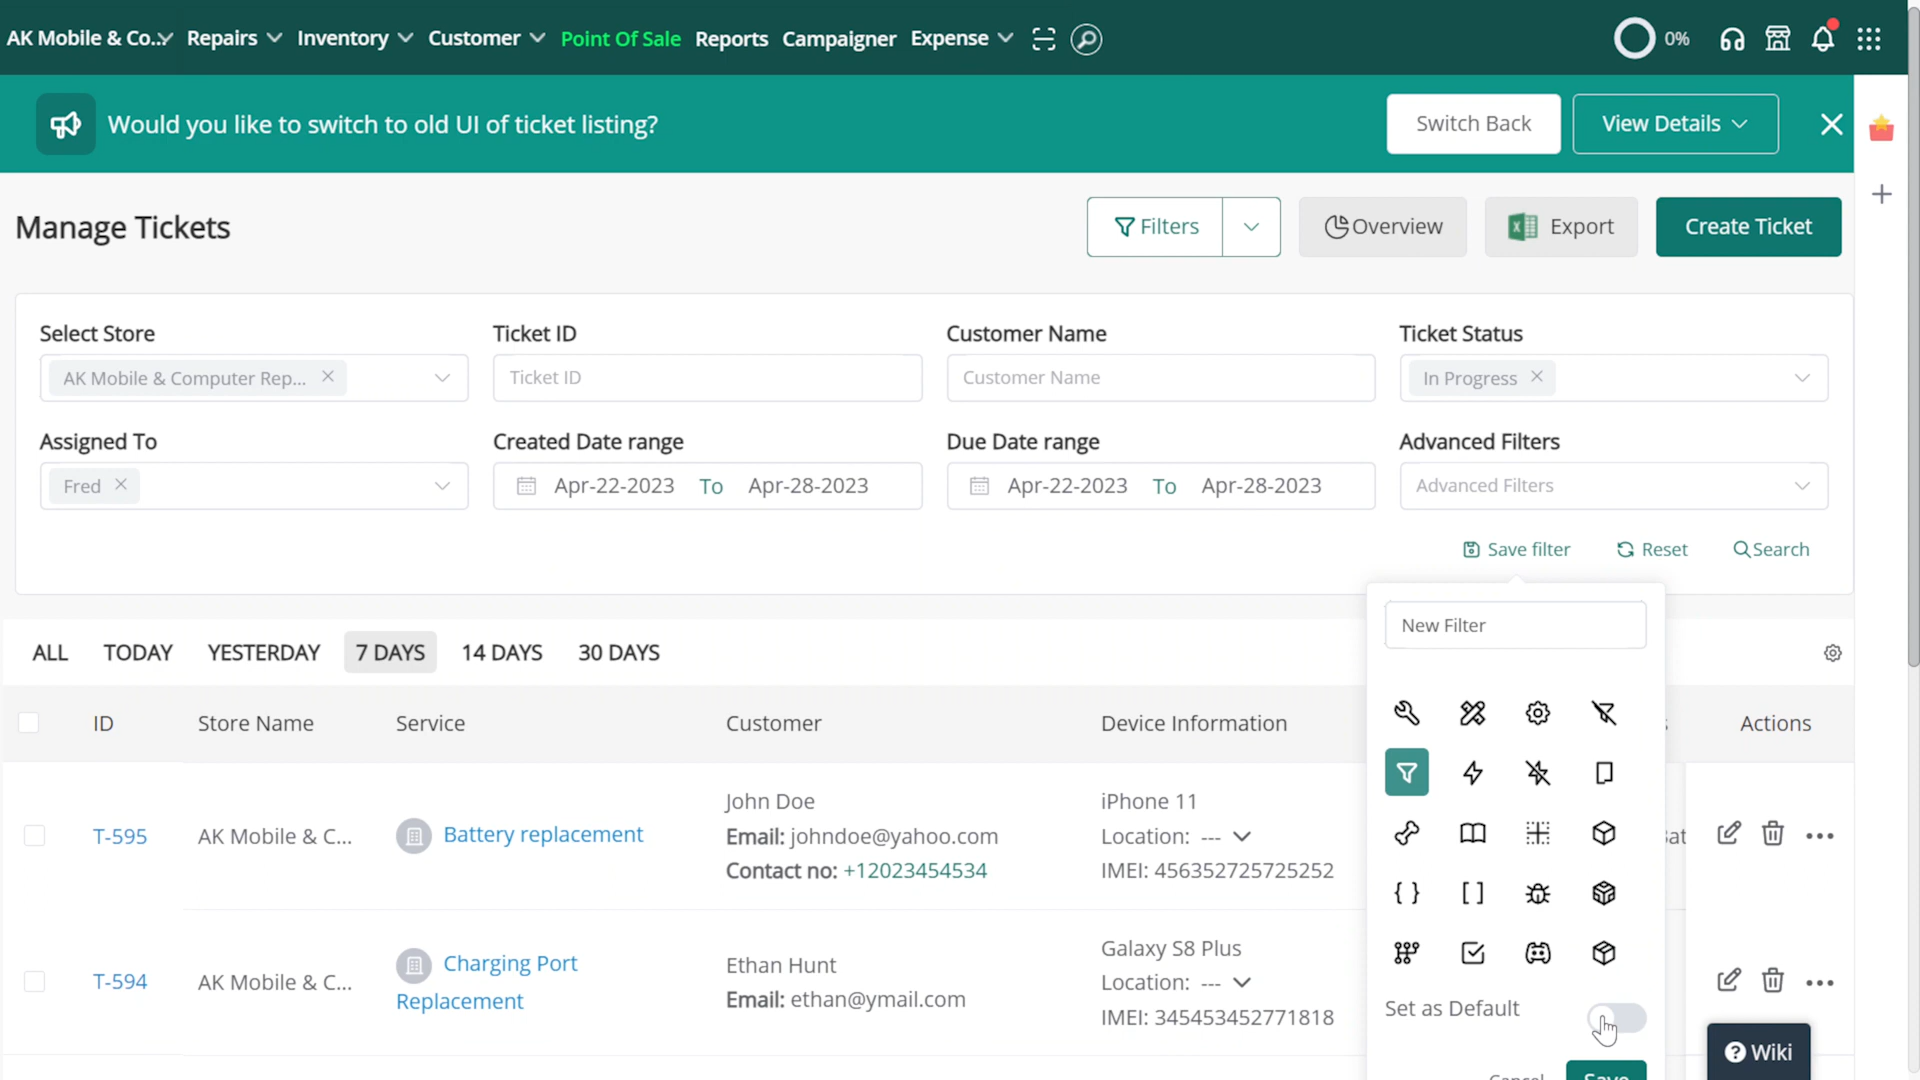 AK Mobile & Co... Repairs Inventory Customer Point Of Sale Reports Campaigner Expense 0%
Would you like to switch to old UI of ticket listing? Switch Back View Details
Manage Tickets Filters Overview Export Create Ticket
Select Store Ticket ID Customer Name Ticket Status
AK Mobile & Computer Rep... Ticket ID Customer Name In Progress
Assigned To Created Date range Due Date range Advanced Filters
Fred Apr-22-2023 To Apr-28-2023 Apr-22-2023 To Apr-28-2023 Advanced Filters
Save filter Reset Search
New Filter
ALL TODAY YESTERDAY 7 DAYS 14 DAYS 30 DAYS
ID Store Name Service Customer Device Information Actions
John Doe iPhone 11
T-595 AK Mobile & C... Battery replacement Email: johndoe@yahoo.com Location: ---
Contact no: +12023454534 IMEI: 456352725725252
Charging Port Ethan Hunt Galaxy S8 Plus
T-594 AK Mobile & C... Replacement Email: ethan@ymail.com Location: ---
IMEI: 345453452771818
Set as Default
Wiki
Cancel Save